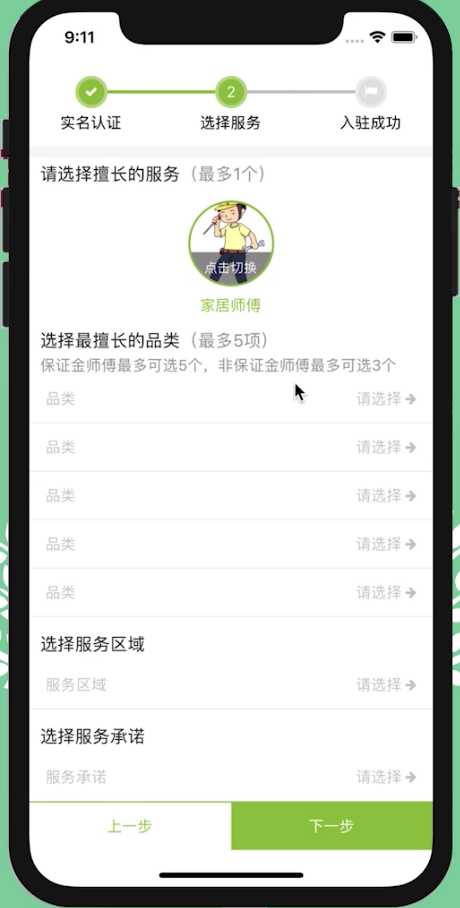 9:11
2
实名认证 选择服务 入驻成功
请选择擅长的服务（最多1个）
点击切换
家居师傅
选择最擅长的品类（最多5项）
保证金师傅最多可选5个，非保证金师傅最多可选3个
品类 请选择
品类 请选择
品类 请选择
品类 请选择
品类 请选择
选择服务区域
服务区域 请选择
选择服务承诺
服务承诺 请选择
上一步 下一步